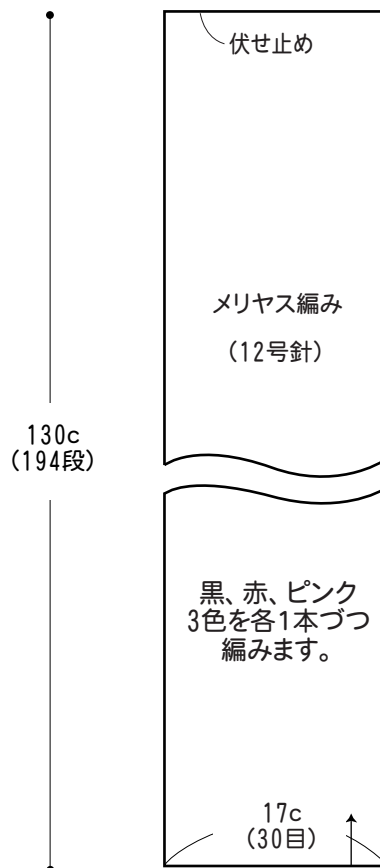 伏せ止め
メリヤス編み
(12号針)
130c
(194段)
黒、赤、ピンク
3色を各1本づつ
編みます。
17c
(30目)